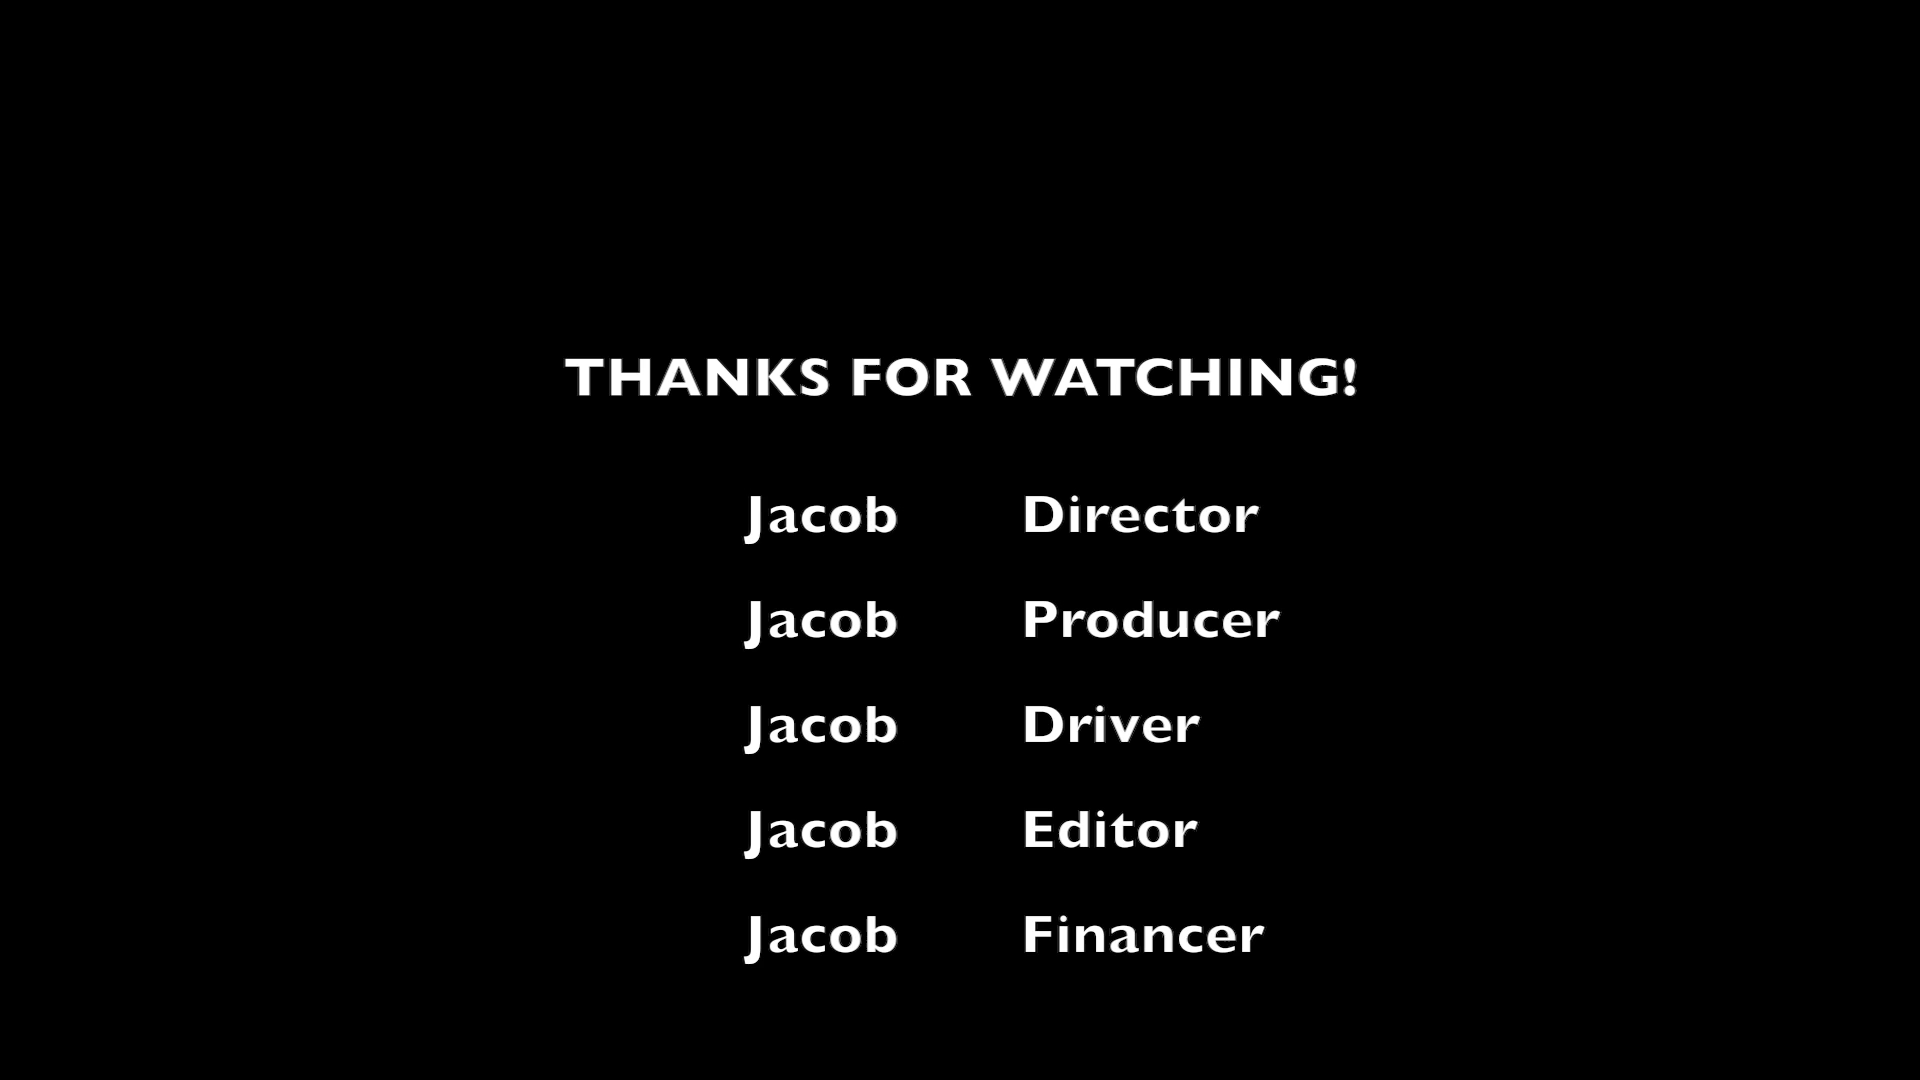 THANKS FOR WATCHING!
Jacob Director
Jacob Producer
Jacob Driver
Jacob Editor
Jacob Financer